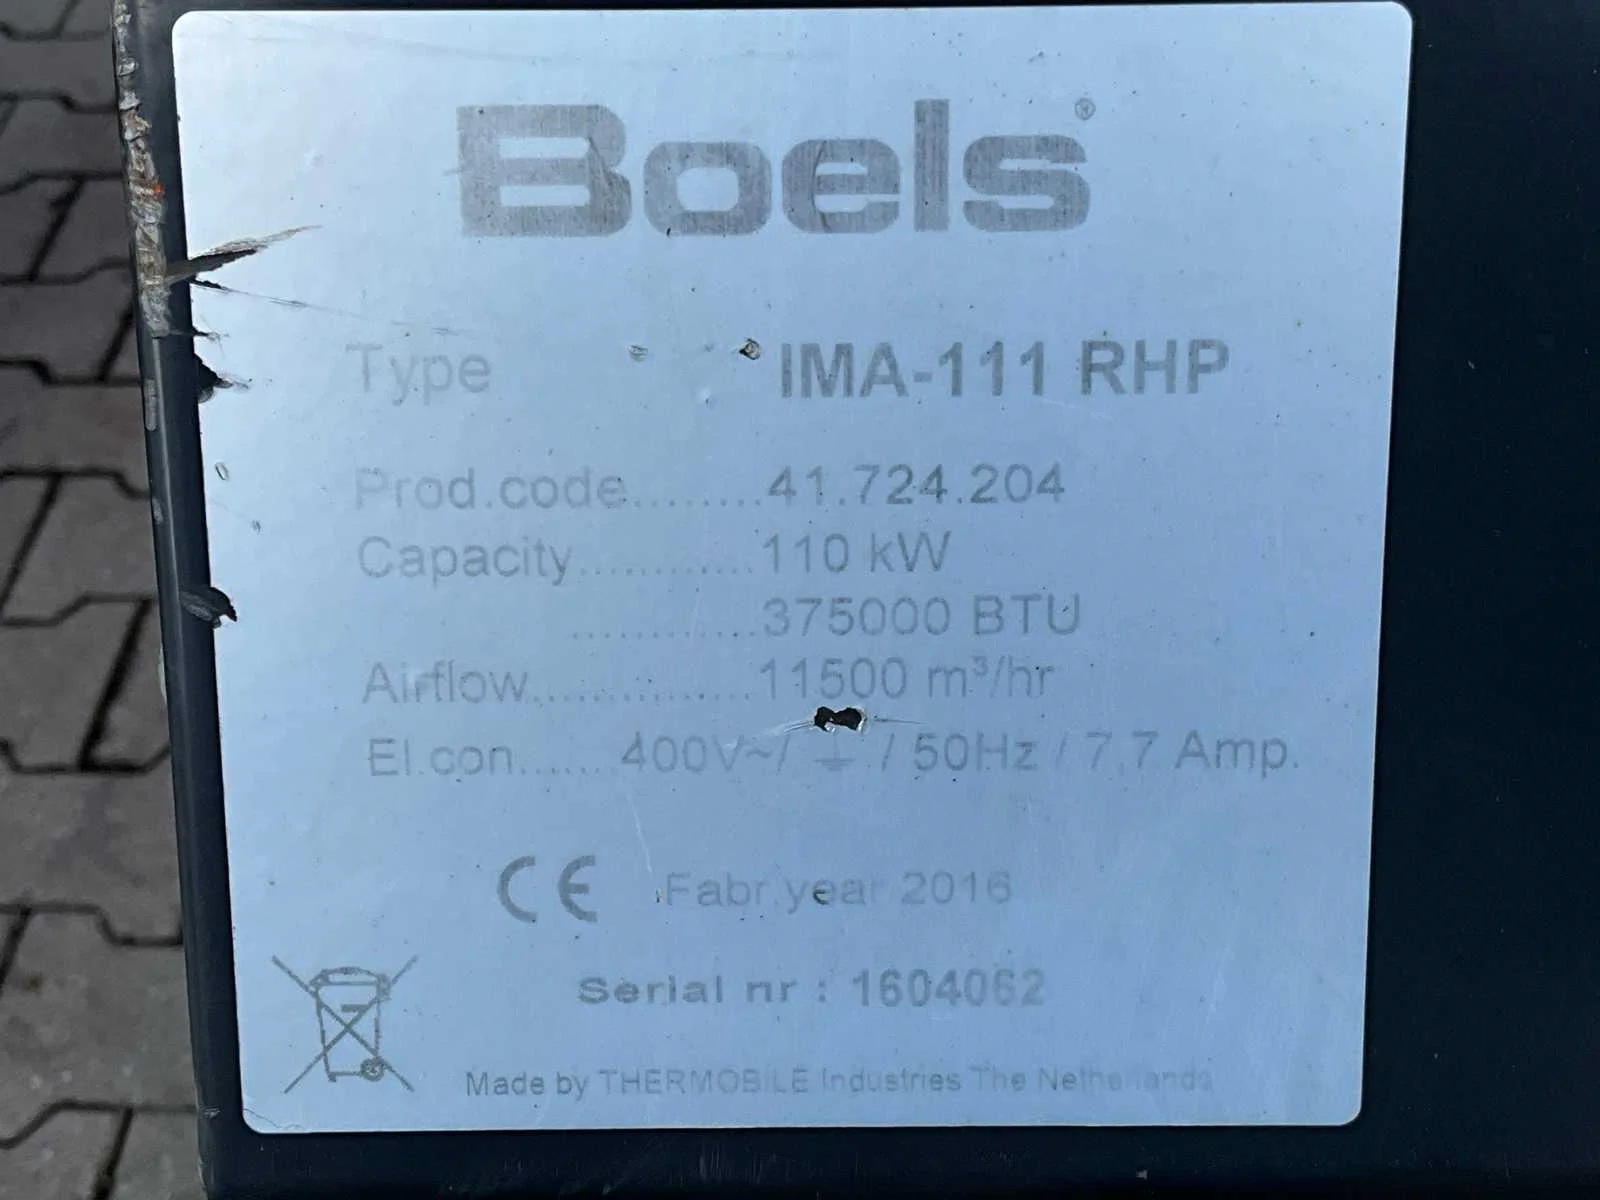 Boels®
Type IMA-111 RHP
Prod.code........41.724.204
Capacity............110 kW
............375000 BTU
Airflow...............11500 m³/hr
El.con.......400V~/ ⏚ / 50Hz / 7,7 Amp.
CE Fabr.year 2016
Serial nr : 1604062
Made by THERMOBILE Industries The Netherlands